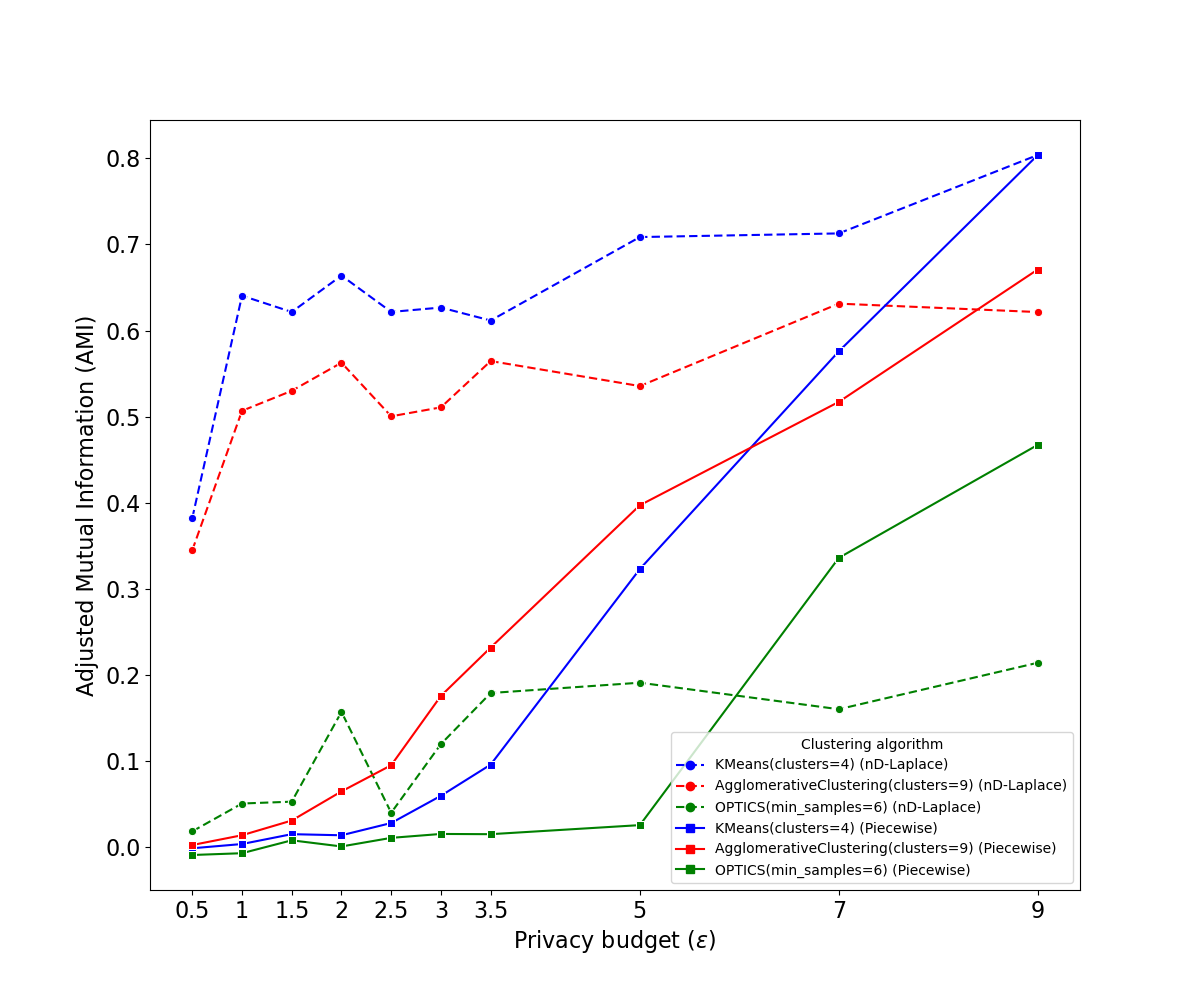 Adjusted Mutual Information (AMI)
0.8
0.7
0.6
0.5
0.4
0.3
0.2
0.1
0.0
Clustering algorithm
KMeans(clusters=4) (nD-Laplace)
AgglomerativeClustering(clusters=9) (nD-Laplace)
OPTICS(min_samples=6) (nD-Laplace)
KMeans(clusters=4) (Piecewise)
AgglomerativeClustering(clusters=9) (Piecewise)
OPTICS(min_samples=6) (Piecewise)
0.5 1 1.5 2 2.5 3 3.5 5 7 9
Privacy budget (ε)